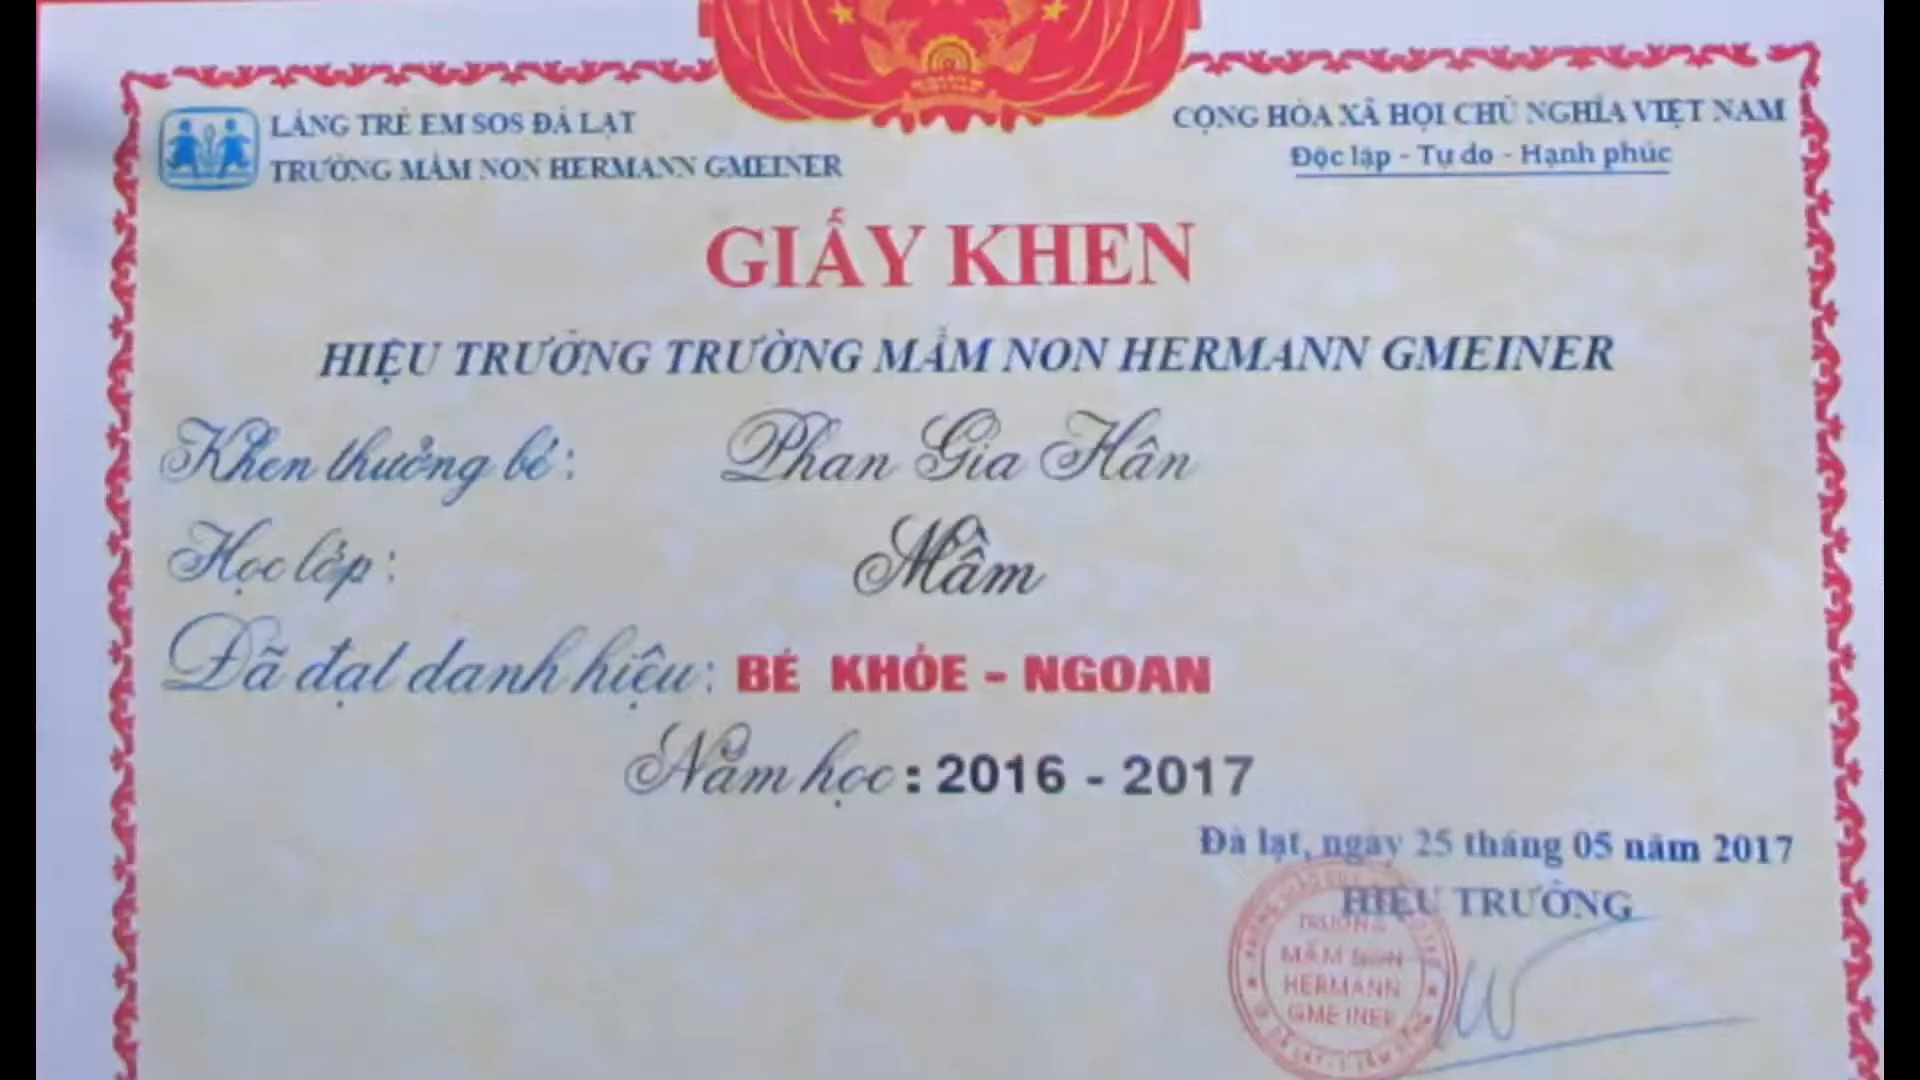 LÀNG TRẺ EM SOS ĐÀ LẠT
TRƯỜNG MẦM NON HERMANN GMEINER
CỘNG HÒA XÃ HỘI CHỦ NGHĨA VIỆT NAM
Độc lập - Tự do - Hạnh phúc
GIẤY KHEN
HIỆU TRƯỞNG TRƯỜNG MẦM NON HERMANN GMEINER
Khen thưởng bé : Phan Gia Hân
Học lớp : Mầm
Đã đạt danh hiệu : BÉ KHỎE - NGOAN
Năm học : 2016 - 2017
Đà lạt, ngày 25 tháng 05 năm 2017
HIỆU TRƯỞNG
TRƯỜNG
MẦM NON
HERMANN
GMEINER